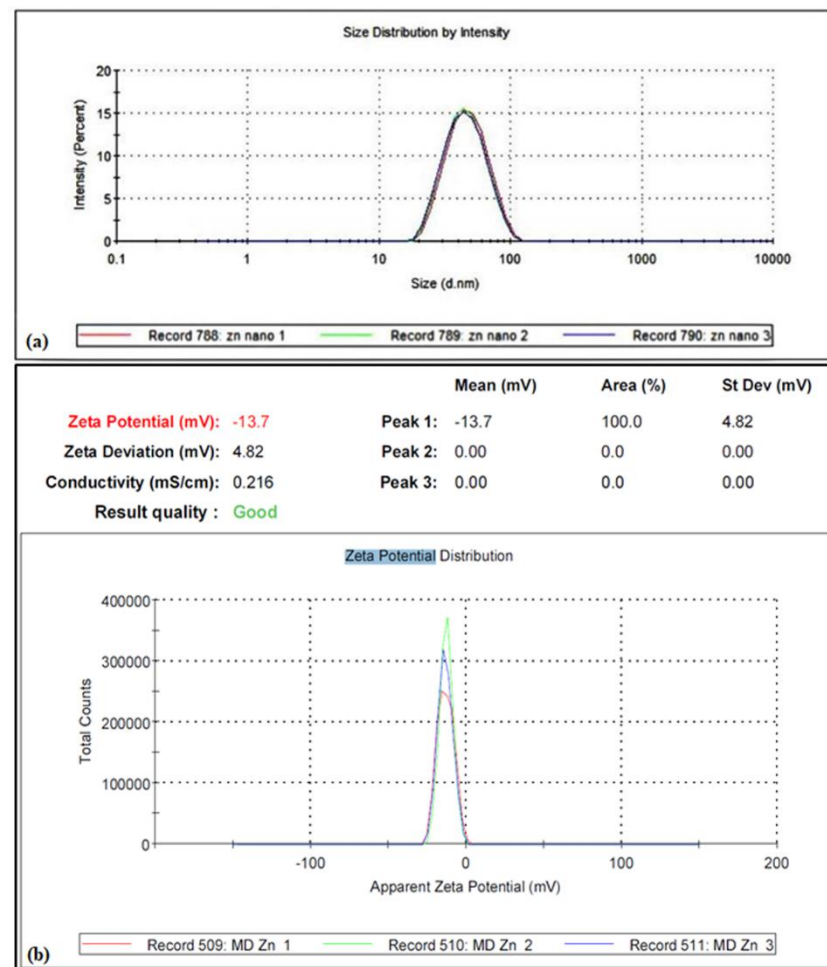 Size Distribution by Intensity
20
15
10
5
0
Intensity (Percent)
0.1 1 10 100 1000 10000
Size (d.nm)
(a)
Record 788: zn nano 1 Record 789: zn nano 2 Record 790: zn nano 3
Mean (mV) Area (%) St Dev (mV)
Zeta Potential (mV): -13.7 Peak 1: -13.7 100.0 4.82
Zeta Deviation (mV): 4.82 Peak 2: 0.00 0.0 0.00
Conductivity (mS/cm): 0.216 Peak 3: 0.00 0.0 0.00
Result quality : Good
Zeta Potential Distribution
400000
300000
200000
100000
0
Total Counts
-100 0 100 200
Apparent Zeta Potential (mV)
(b)
Record 509: MD Zn 1 Record 510: MD Zn 2 Record 511: MD Zn 3